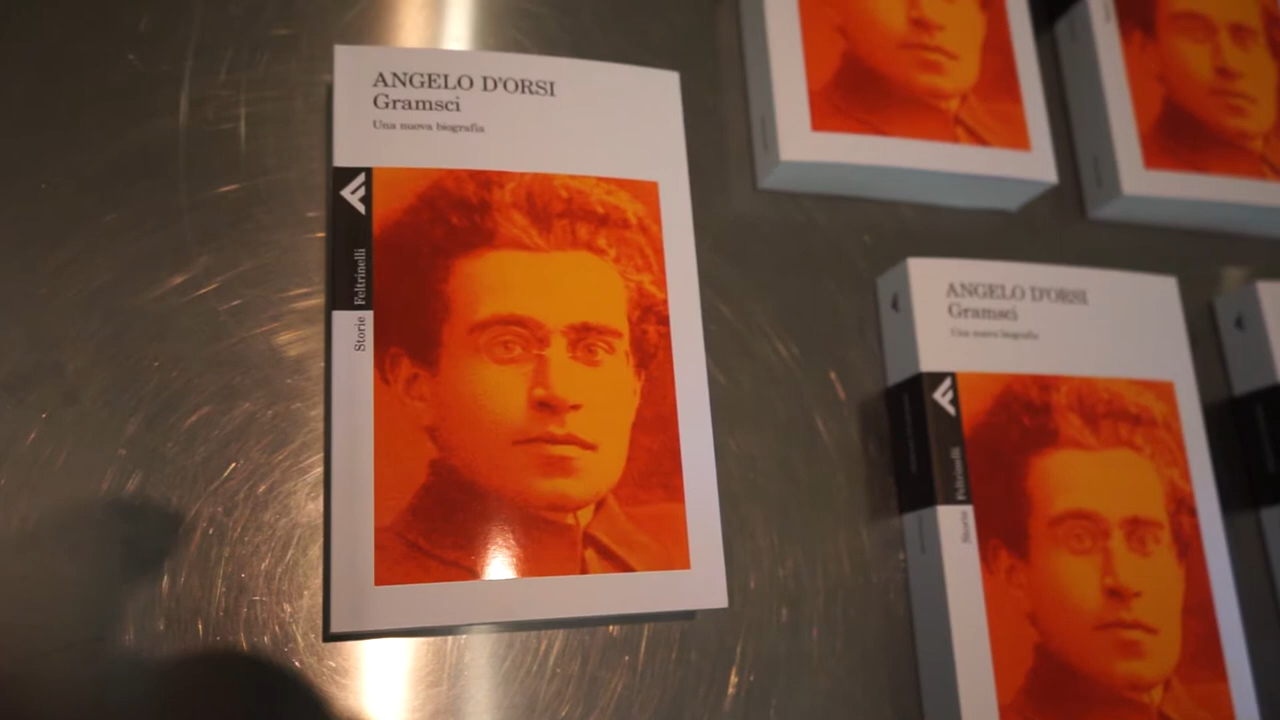 ANGELO D'ORSI
Gramsci
Una nuova biografia
Storie Feltrinelli
ANGELO D'ORSI
Gramsci
Una nuova biografia
Storie Feltrinelli